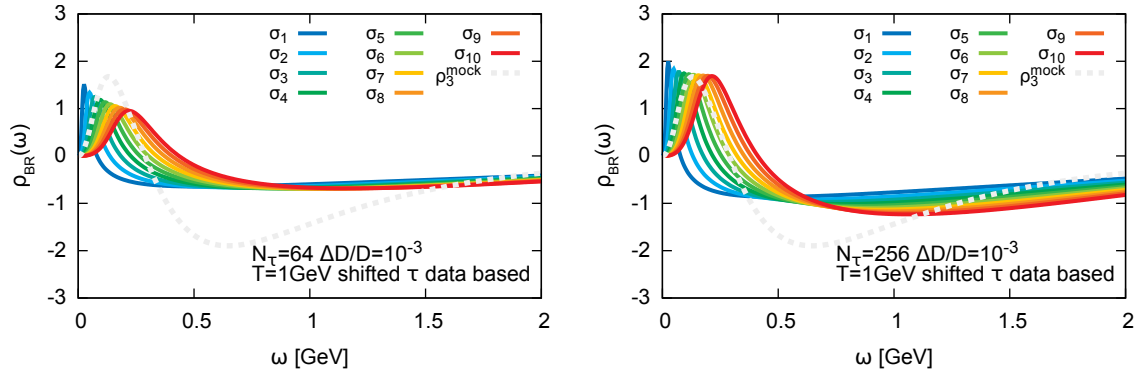 3
2
1
0
-1
-2
-3
ρBR(ω)
σ1
σ2
σ3
σ4
σ5
σ6
σ7
σ8
σ9
σ10
ρ3mock
Nτ=64 ΔD/D=10-3
T=1GeV shifted τ data based
0 0.5 1 1.5 2
ω [GeV]
3
2
1
0
-1
-2
-3
ρBR(ω)
σ1
σ2
σ3
σ4
σ5
σ6
σ7
σ8
σ9
σ10
ρ3mock
Nτ=256 ΔD/D=10-3
T=1GeV shifted τ data based
0 0.5 1 1.5 2
ω [GeV]